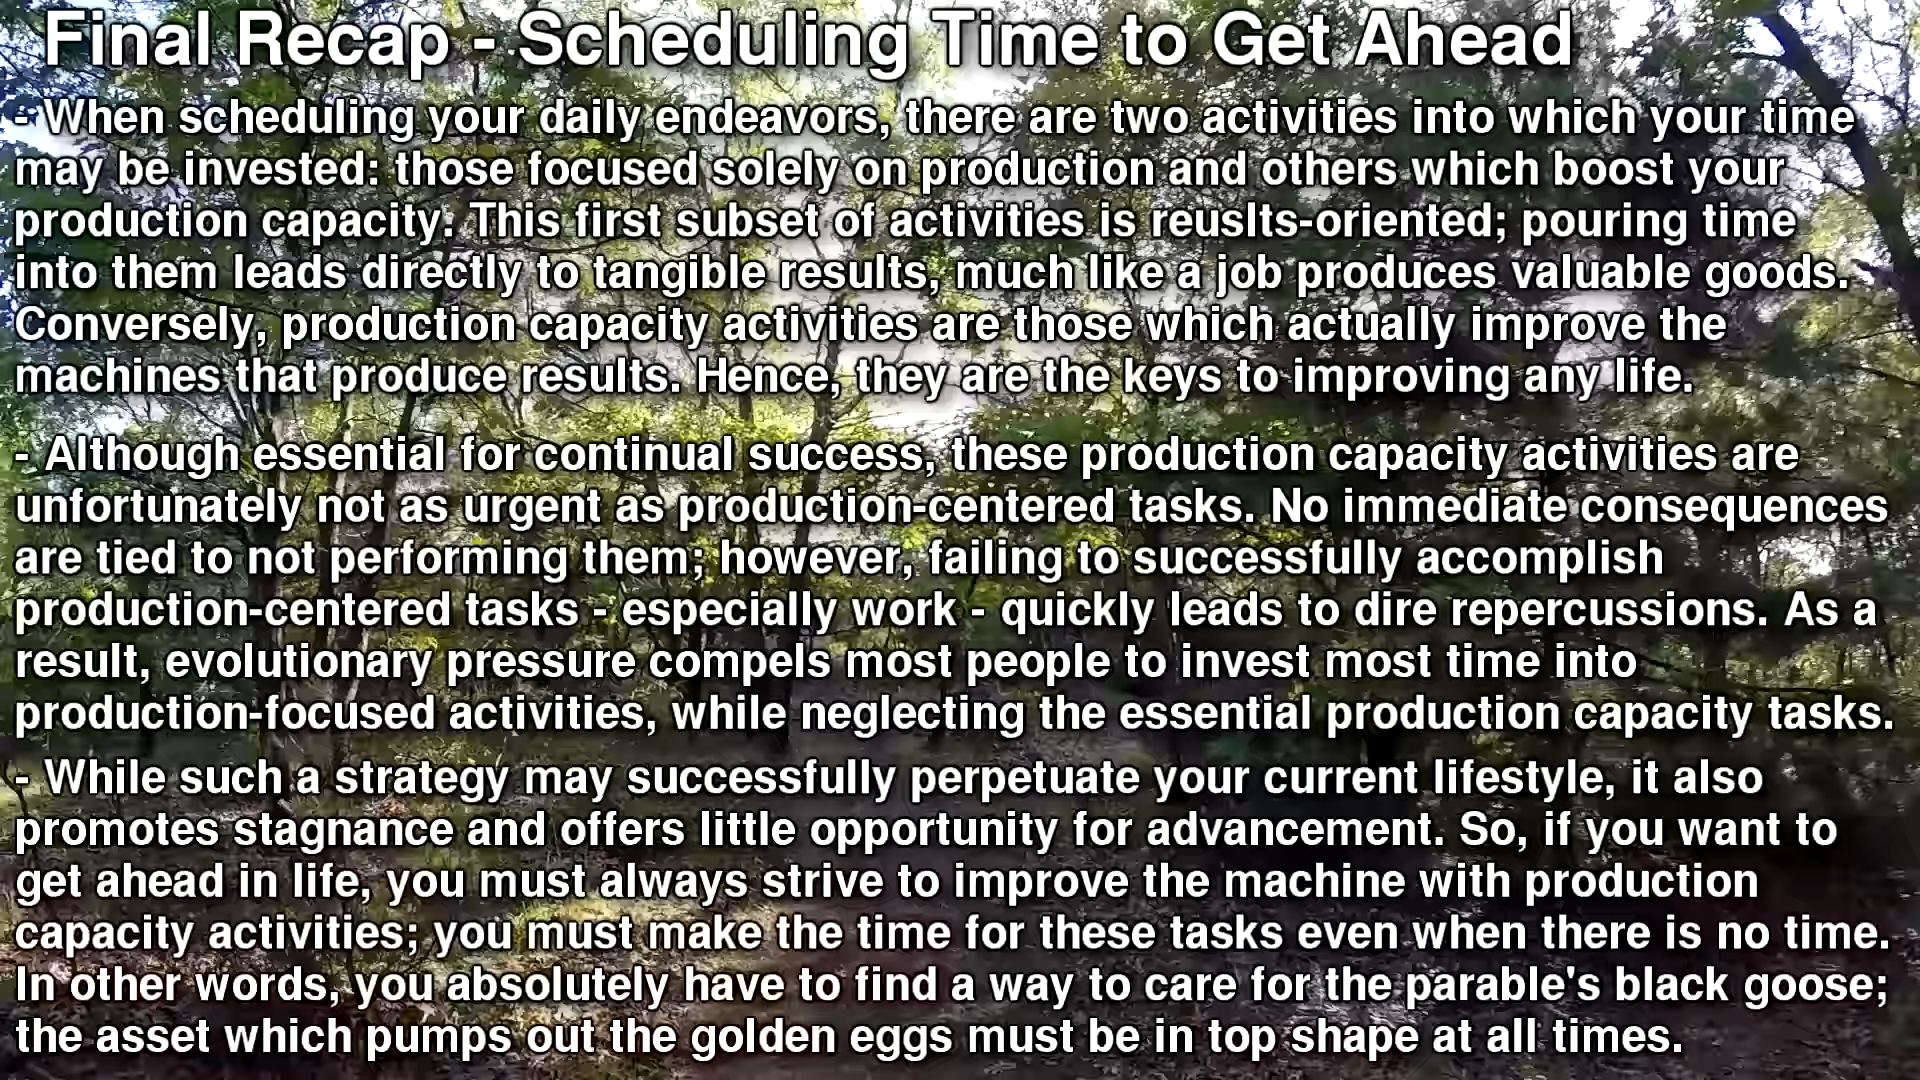 Final Recap - Scheduling Time to Get Ahead
- When scheduling your daily endeavors, there are two activities into which your time
may be invested: those focused solely on production and others which boost your
production capacity. This first subset of activities is reuslts-oriented; pouring time
into them leads directly to tangible results, much like a job produces valuable goods.
Conversely, production capacity activities are those which actually improve the
machines that produce results. Hence, they are the keys to improving any life.
- Although essential for continual success, these production capacity activities are
unfortunately not as urgent as production-centered tasks. No immediate consequences
are tied to not performing them; however, failing to successfully accomplish
production-centered tasks - especially work - quickly leads to dire repercussions. As a
result, evolutionary pressure compels most people to invest most time into
production-focused activities, while neglecting the essential production capacity tasks.
- While such a strategy may successfully perpetuate your current lifestyle, it also
promotes stagnance and offers little opportunity for advancement. So, if you want to
get ahead in life, you must always strive to improve the machine with production
capacity activities; you must make the time for these tasks even when there is no time.
In other words, you absolutely have to find a way to care for the parable's black goose;
the asset which pumps out the golden eggs must be in top shape at all times.